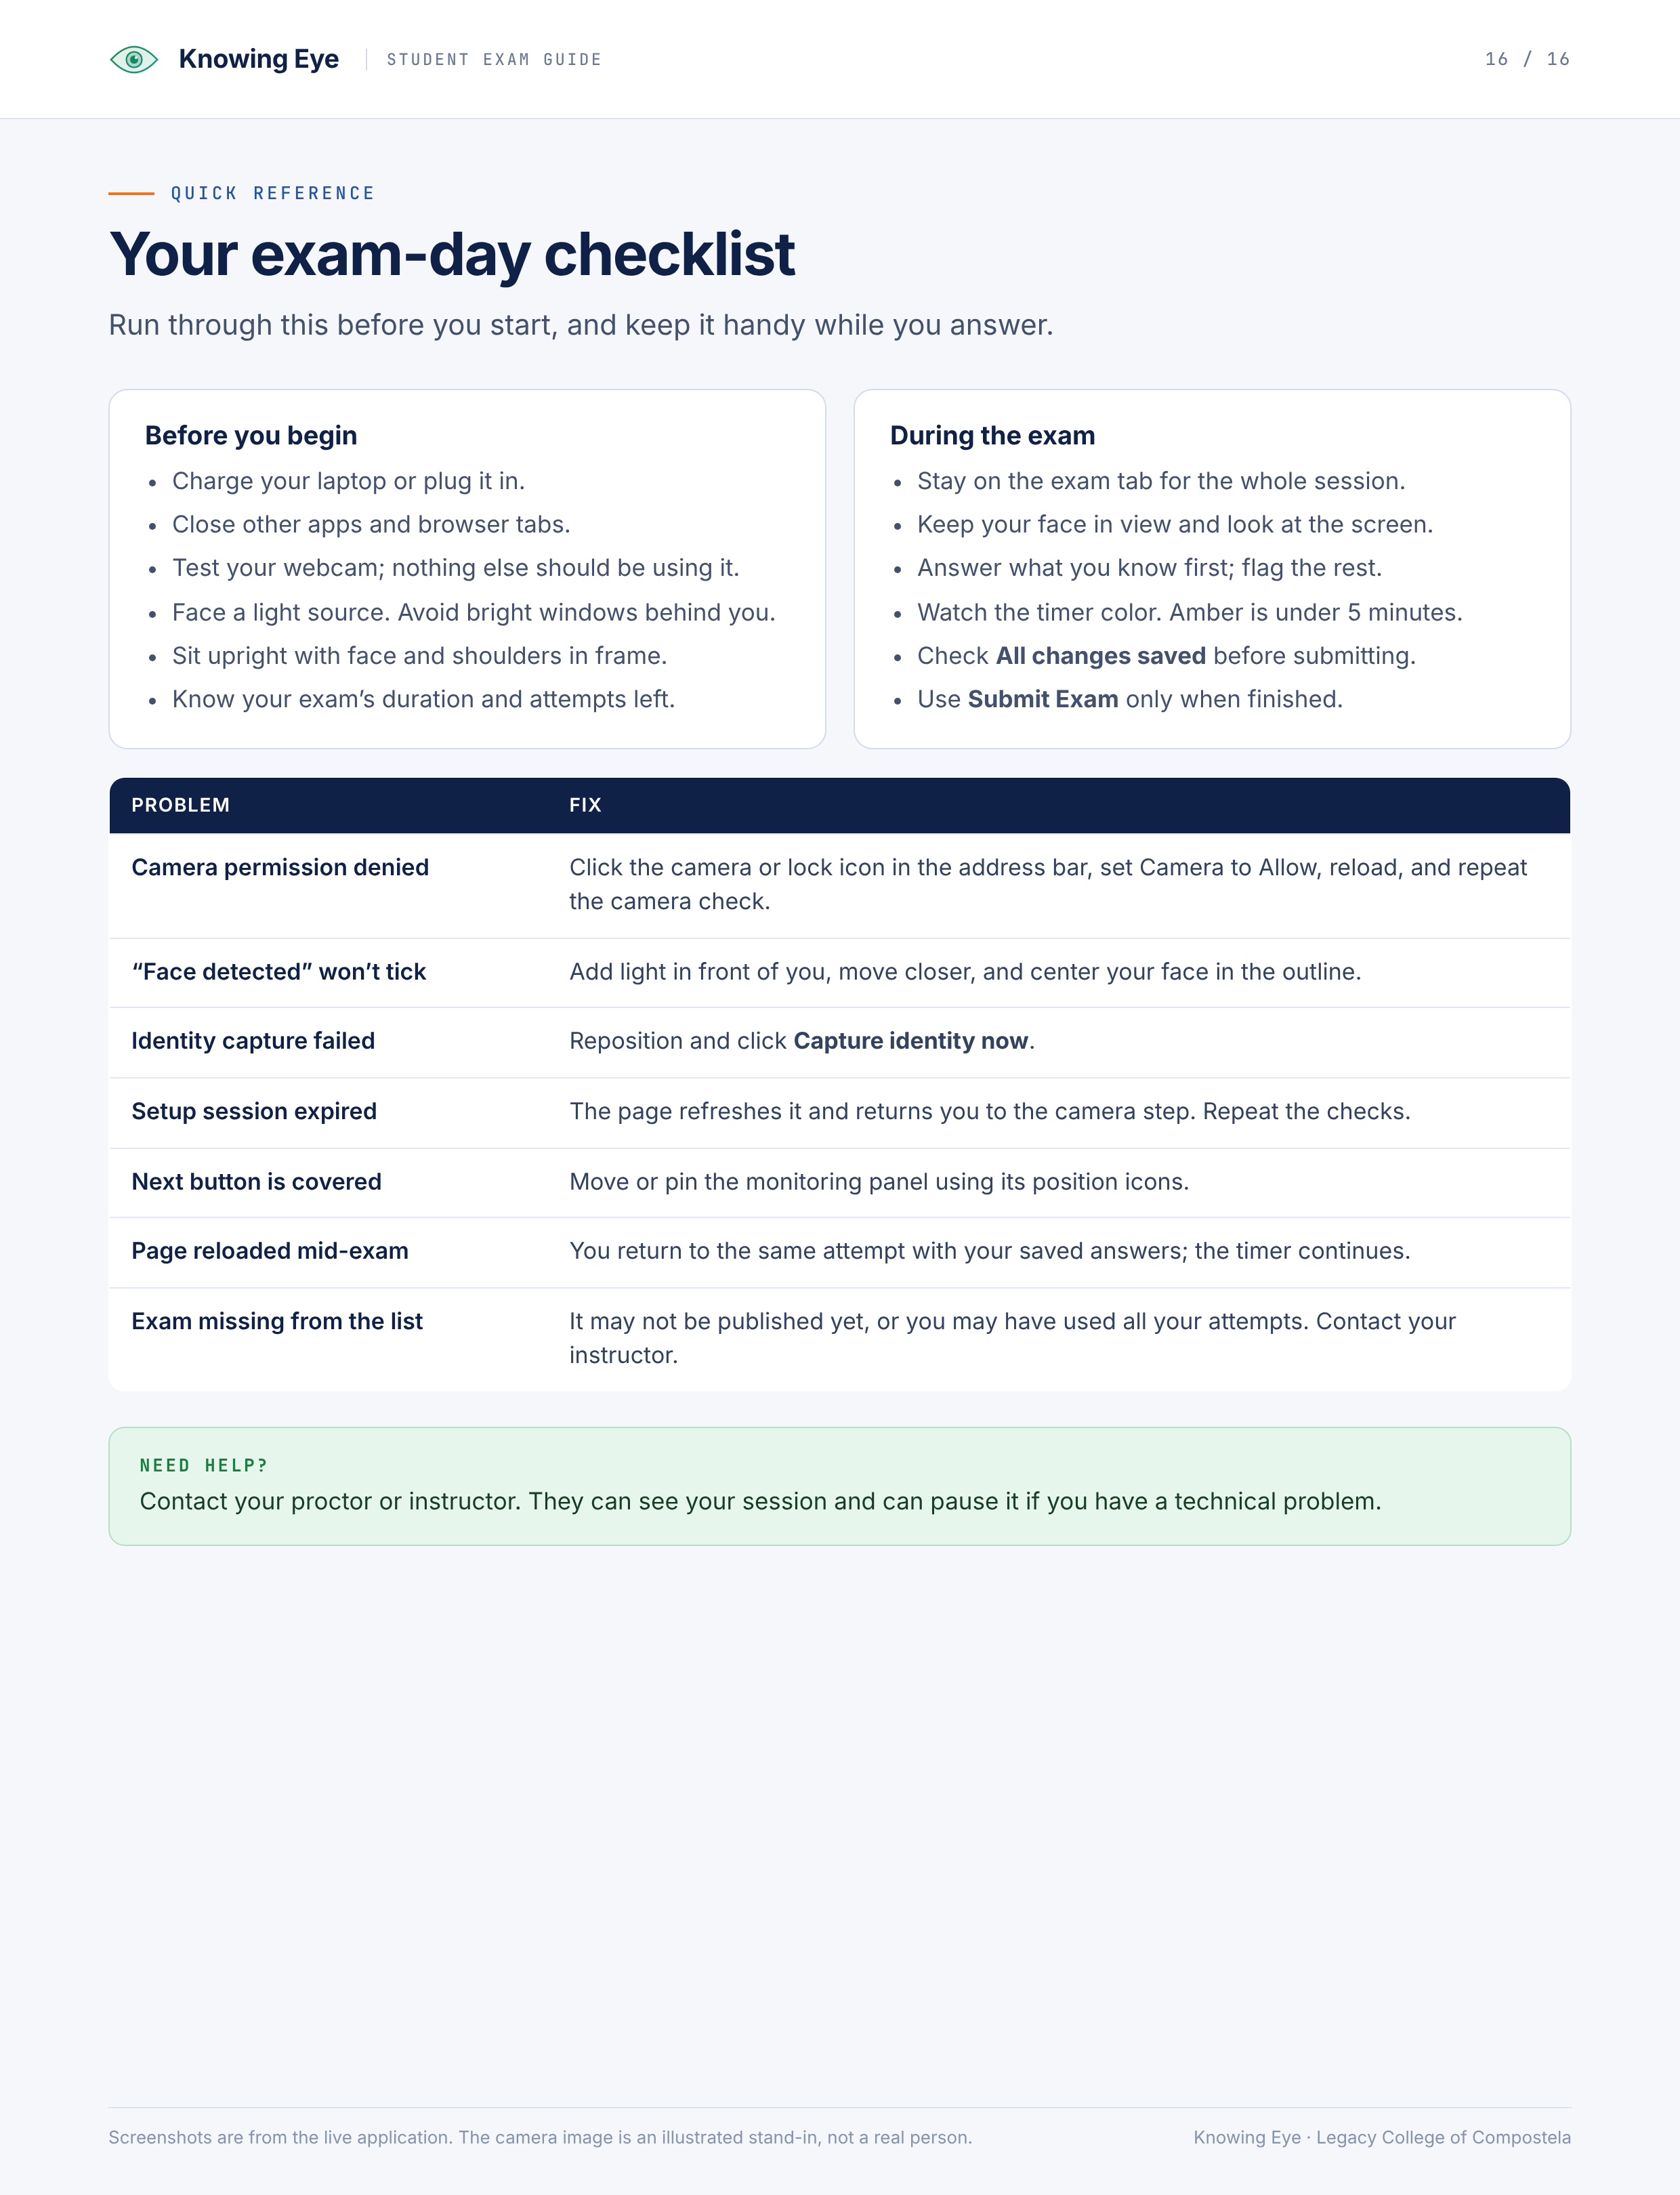 Knowing Eye
STUDENT EXAM GUIDE
16 / 16
QUICK REFERENCE
Your exam-day checklist
Run through this before you start, and keep it handy while you answer.
Before you begin
• Charge your laptop or plug it in.
• Close other apps and browser tabs.
• Test your webcam; nothing else should be using it.
• Face a light source. Avoid bright windows behind you.
• Sit upright with face and shoulders in frame.
• Know your exam’s duration and attempts left.
During the exam
• Stay on the exam tab for the whole session.
• Keep your face in view and look at the screen.
• Answer what you know first; flag the rest.
• Watch the timer color. Amber is under 5 minutes.
• Check All changes saved before submitting.
• Use Submit Exam only when finished.
PROBLEM FIX
Camera permission denied Click the camera or lock icon in the address bar, set Camera to Allow, reload, and repeat
the camera check.
“Face detected” won’t tick Add light in front of you, move closer, and center your face in the outline.
Identity capture failed Reposition and click Capture identity now.
Setup session expired The page refreshes it and returns you to the camera step. Repeat the checks.
Next button is covered Move or pin the monitoring panel using its position icons.
Page reloaded mid-exam You return to the same attempt with your saved answers; the timer continues.
Exam missing from the list It may not be published yet, or you may have used all your attempts. Contact your
instructor.
NEED HELP?
Contact your proctor or instructor. They can see your session and can pause it if you have a technical problem.
Screenshots are from the live application. The camera image is an illustrated stand-in, not a real person.
Knowing Eye · Legacy College of Compostela